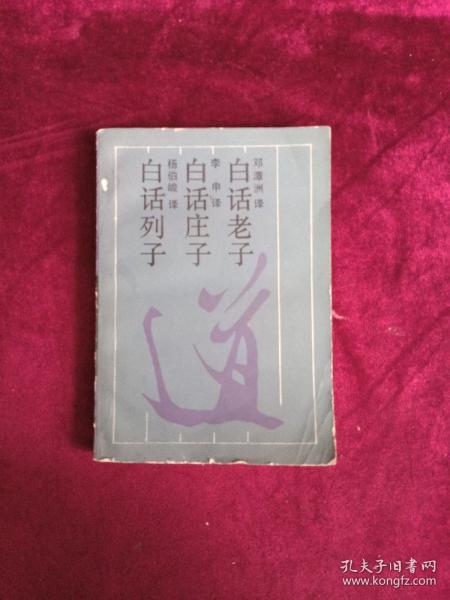 邓潭洲 译
白话老子
李申 译
白话庄子
杨伯峻 译
白话列子
道
孔夫子旧书网
www.kongfz.com